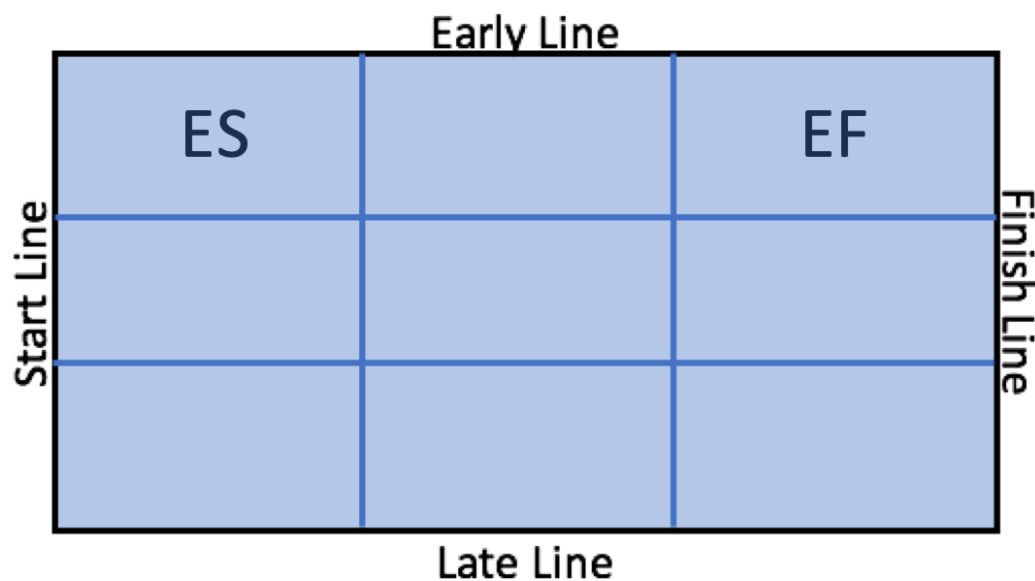 Early Line
ES
EF
Start Line
Finish Line
Late Line